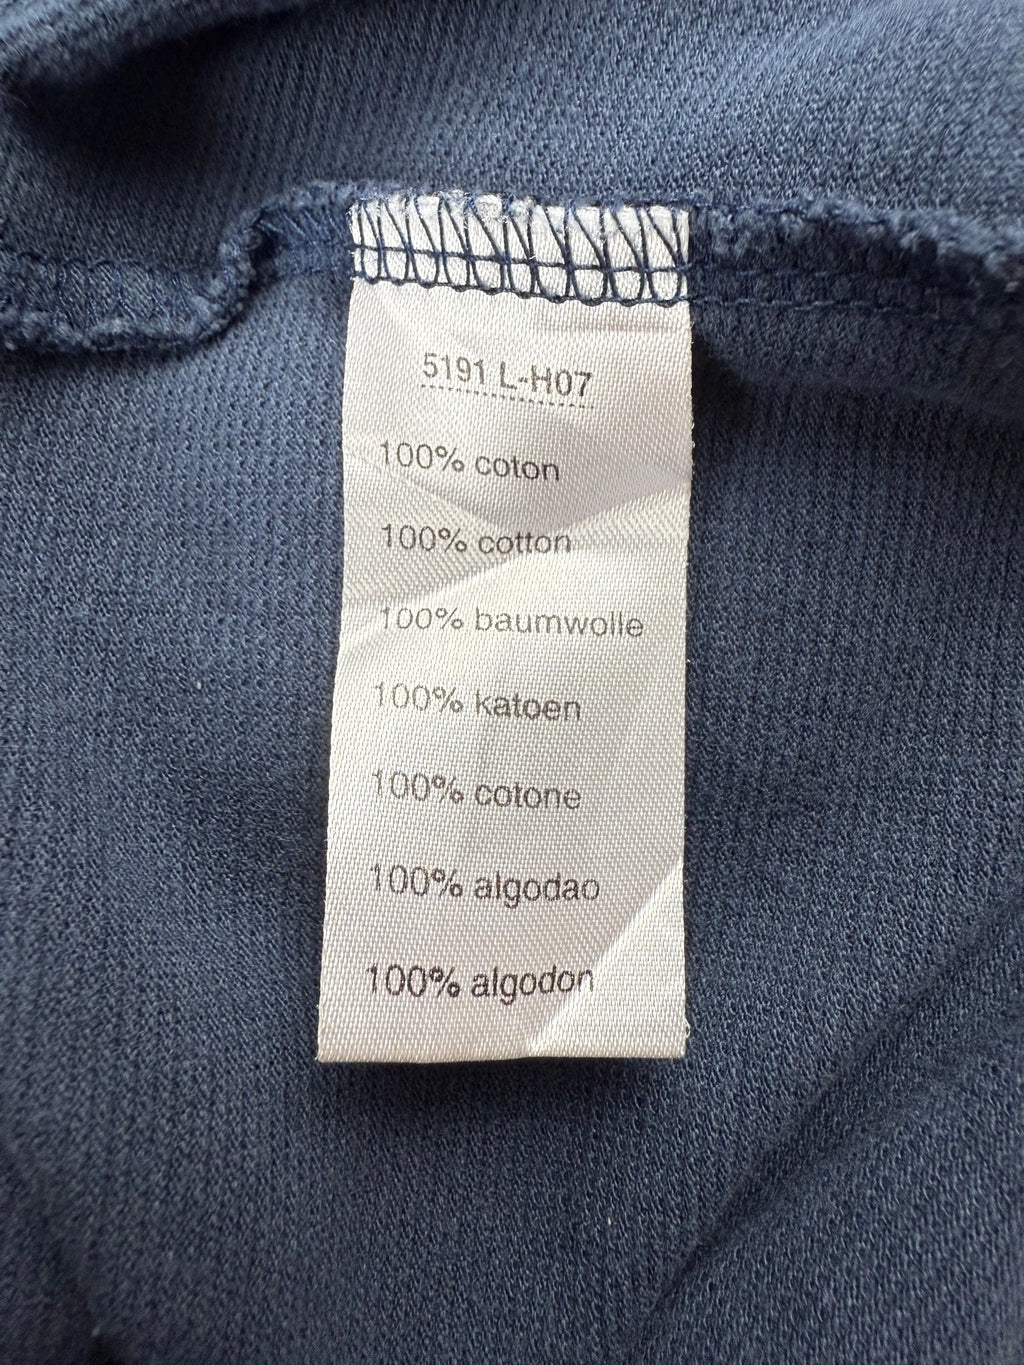 5191 L-H07
100% coton
100% cotton
100% baumwolle
100% katoen
100% cotone
100% algodao
100% algodon